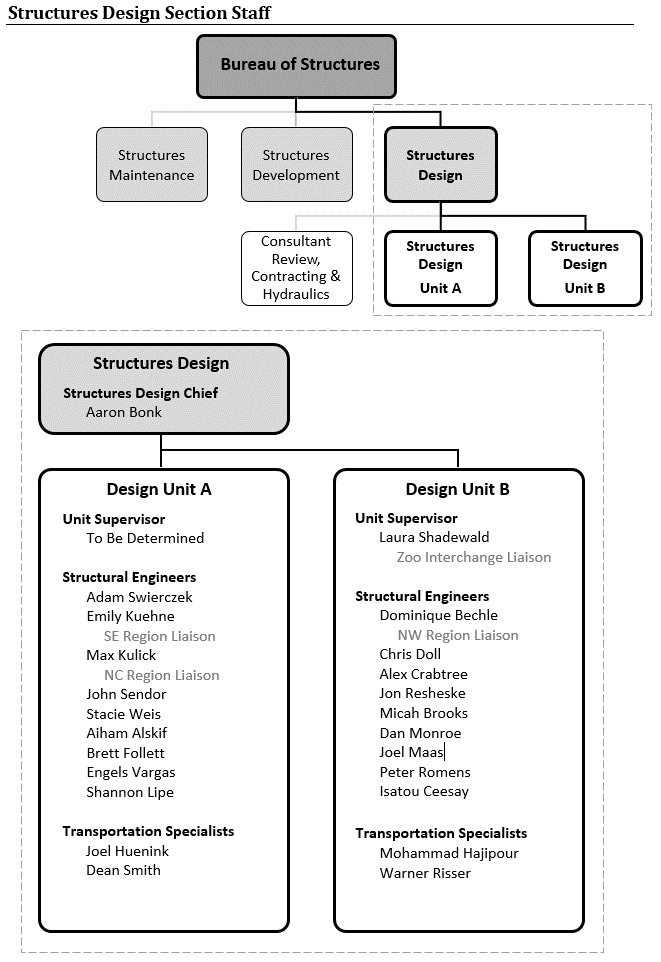 Structures Design Section Staff
Bureau of Structures
Structures
Maintenance
Structures
Development
Structures
Design
Consultant
Review,
Contracting &
Hydraulics
Structures
Design
Unit A
Structures
Design
Unit B
Structures Design
Structures Design Chief
Aaron Bonk
Design Unit A
Unit Supervisor
To Be Determined
Structural Engineers
Adam Swierczek
Emily Kuehne
SE Region Liaison
Max Kulick
NC Region Liaison
John Sendor
Stacie Weis
Aiham Alskif
Brett Follett
Engels Vargas
Shannon Lipe
Transportation Specialists
Joel Huenink
Dean Smith
Design Unit B
Unit Supervisor
Laura Shadewald
Zoo Interchange Liaison
Structural Engineers
Dominique Bechle
NW Region Liaison
Chris Doll
Alex Crabtree
Jon Resheske
Micah Brooks
Dan Monroe
Joel Maas
Peter Romens
Isatou Ceesay
Transportation Specialists
Mohammad Hajipour
Warner Risser